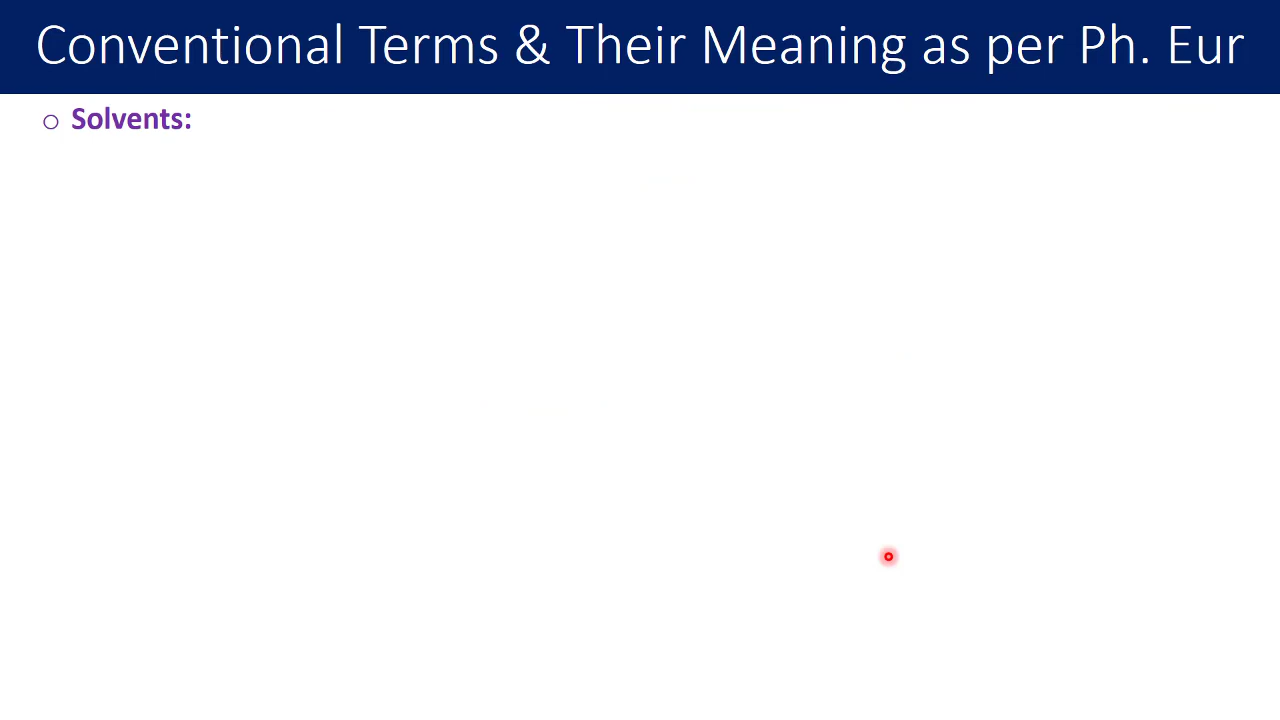 Conventional Terms & Their Meaning as per Ph. Eur
o Solvents: